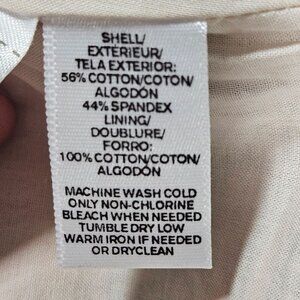 SHELL/
EXTÉRIEUR/
TELA EXTERIOR:
56% COTTON/COTON/
ALGODÓN
44% SPANDEX
LINING/
DOUBLURE/
FORRO:
100% COTTON/COTON/
ALGODÓN
MACHINE WASH COLD
ONLY NON-CHLORINE
BLEACH WHEN NEEDED
TUMBLE DRY LOW
WARM IRON IF NEEDED
OR DRYCLEAN